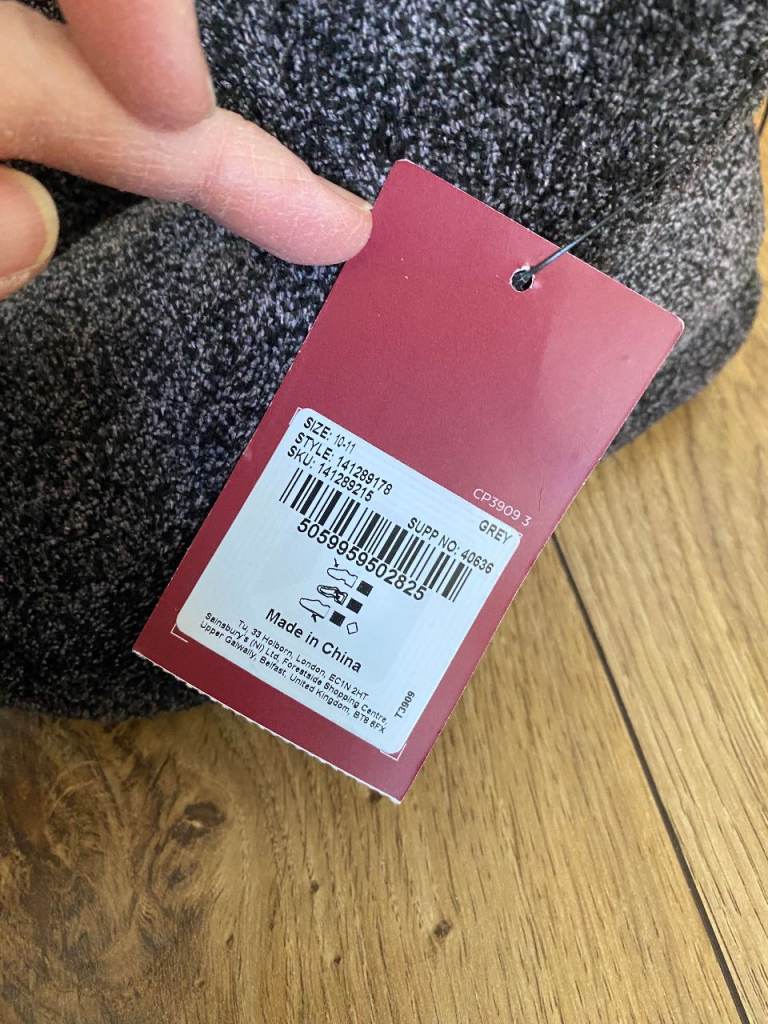 CP3909 3
SIZE: 10-11
STYLE: 141289178
SKU: 141289215
GREY
SUPP NO: 40636
5059959502825
Made in China
Tu, 33 Holborn, London, EC1N 2HT
Sainsbury's (NI) Ltd, Forestside Shopping Centre,
Upper Galwally, Belfast, United Kingdom, BT8 6FX
T3909